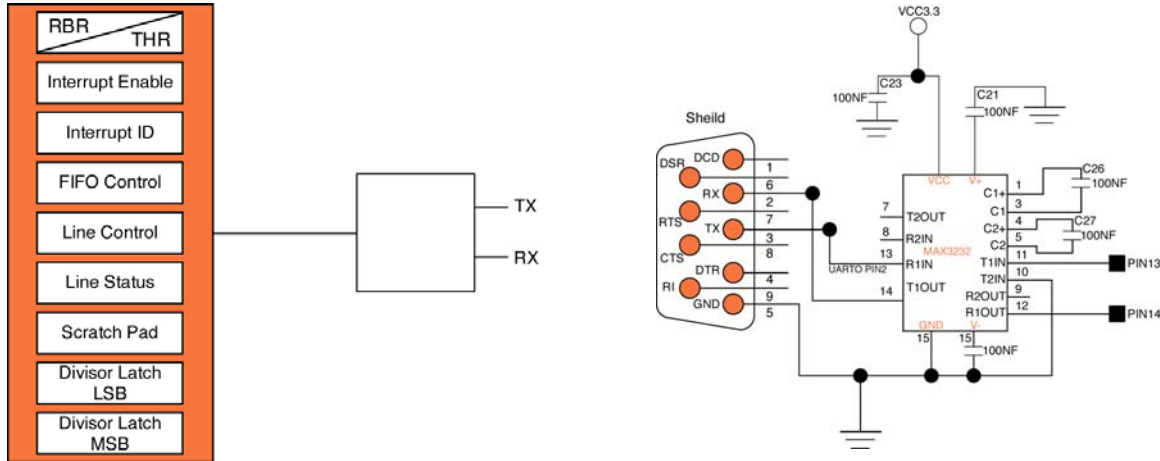 RBR
THR
Interrupt Enable
Interrupt ID
FIFO Control
Line Control
Line Status
Scratch Pad
Divisor Latch
LSB
Divisor Latch
MSB
TX
RX
VCC3.3
C23
100NF
C21
100NF
Sheild
DCD
1
DSR
6
RX
2
RTS
7
TX
3
CTS
8
DTR
4
RI
9
GND
5
VCC
V+
C1+
1
C26
100NF
C1
3
C2+
4
C27
100NF
C2
5
7
T2OUT
8
R2IN
MAX3232
13
R1IN
UARTO PIN2
14
T1OUT
T1IN
11
PIN13
T2IN
10
R2OUT
9
R1OUT
12
PIN14
GND
V-
15
15
100NF